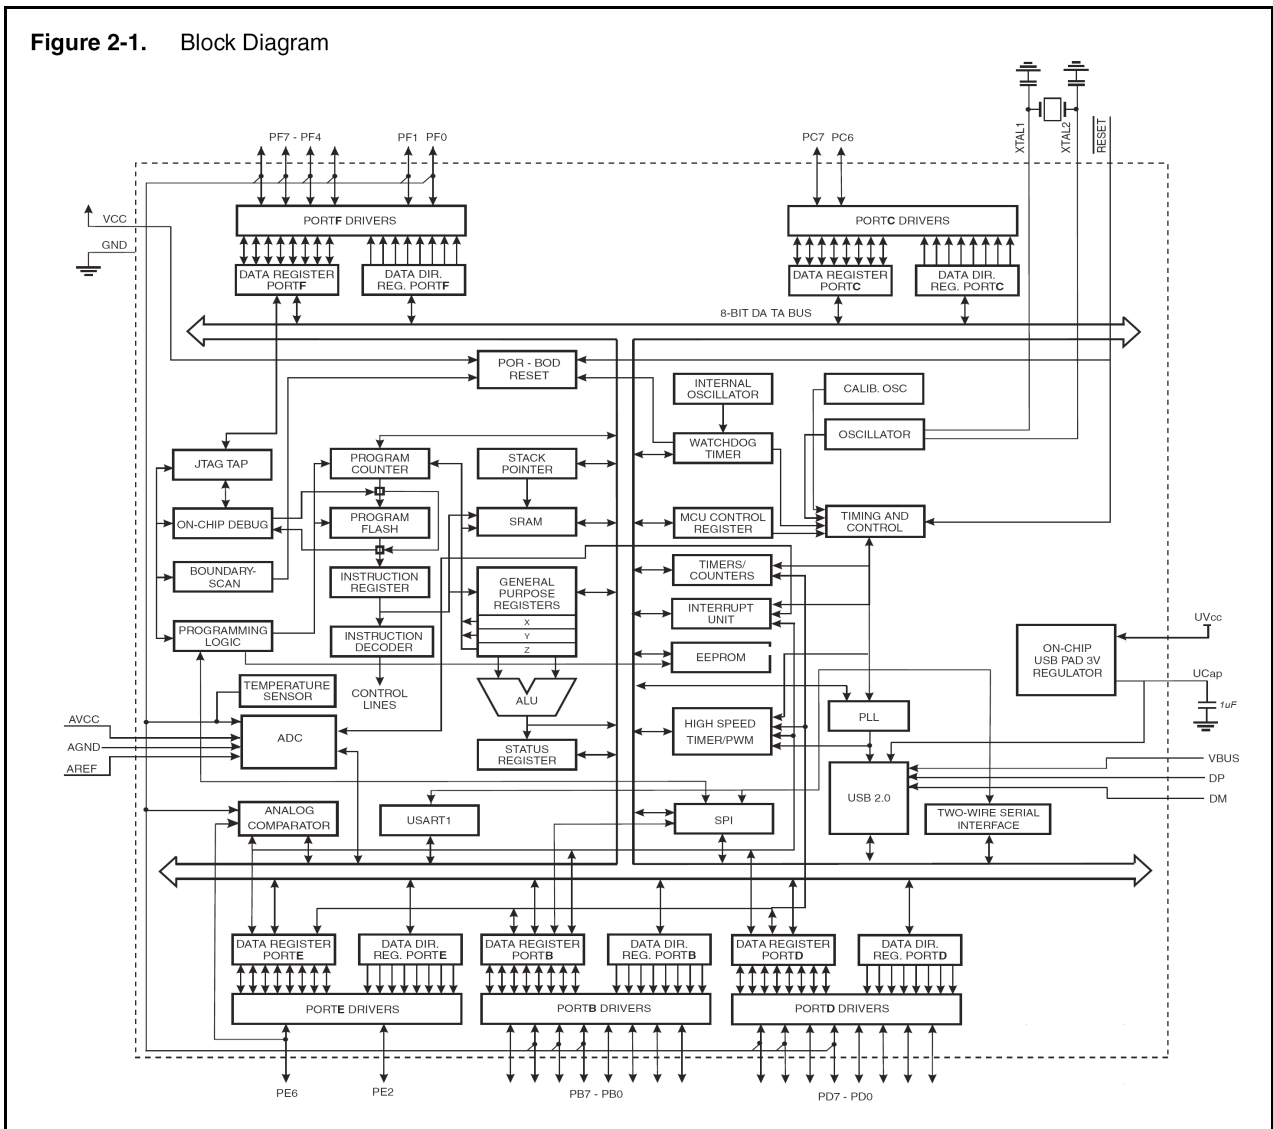 Figure 2-1. Block Diagram
XTAL1
XTAL2
RESET
PF7 - PF4
PF1
PF0
PC7
PC6
VCC
GND
PORTF DRIVERS
PORTC DRIVERS
DATA REGISTER
PORTF
DATA DIR.
REG. PORTF
DATA REGISTER
PORTC
DATA DIR.
REG. PORTC
8-BIT DA TA BUS
POR - BOD
RESET
INTERNAL
OSCILLATOR
CALIB. OSC
OSCILLATOR
WATCHDOG
TIMER
JTAG TAP
PROGRAM
COUNTER
STACK
POINTER
ON-CHIP DEBUG
PROGRAM
FLASH
SRAM
MCU CONTROL
REGISTER
TIMING AND
CONTROL
BOUNDARY-
SCAN
INSTRUCTION
REGISTER
GENERAL
PURPOSE
REGISTERS
X
Y
Z
TIMERS/
COUNTERS
INTERRUPT
UNIT
PROGRAMMING
LOGIC
INSTRUCTION
DECODER
EEPROM
ON-CHIP
USB PAD 3V
REGULATOR
UVcc
UCap
1uF
TEMPERATURE
SENSOR
CONTROL
LINES
ALU
PLL
AVCC
AGND
AREF
ADC
STATUS
REGISTER
HIGH SPEED
TIMER/PWM
VBUS
DP
DM
USB 2.0
ANALOG
COMPARATOR
USART1
SPI
TWO-WIRE SERIAL
INTERFACE
DATA REGISTER
PORTE
DATA DIR.
REG. PORTE
DATA REGISTER
PORTB
DATA DIR.
REG. PORTB
DATA REGISTER
PORTD
DATA DIR.
REG. PORTD
PORTE DRIVERS
PORTB DRIVERS
PORTD DRIVERS
PE6
PE2
PB7 - PB0
PD7 - PD0